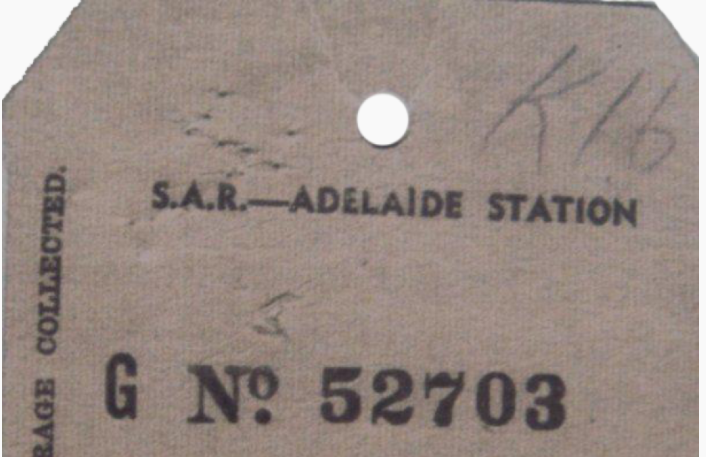 K16
S.A.R.—ADELAIDE STATION
G Nº 52703
RAGE COLLECTED.